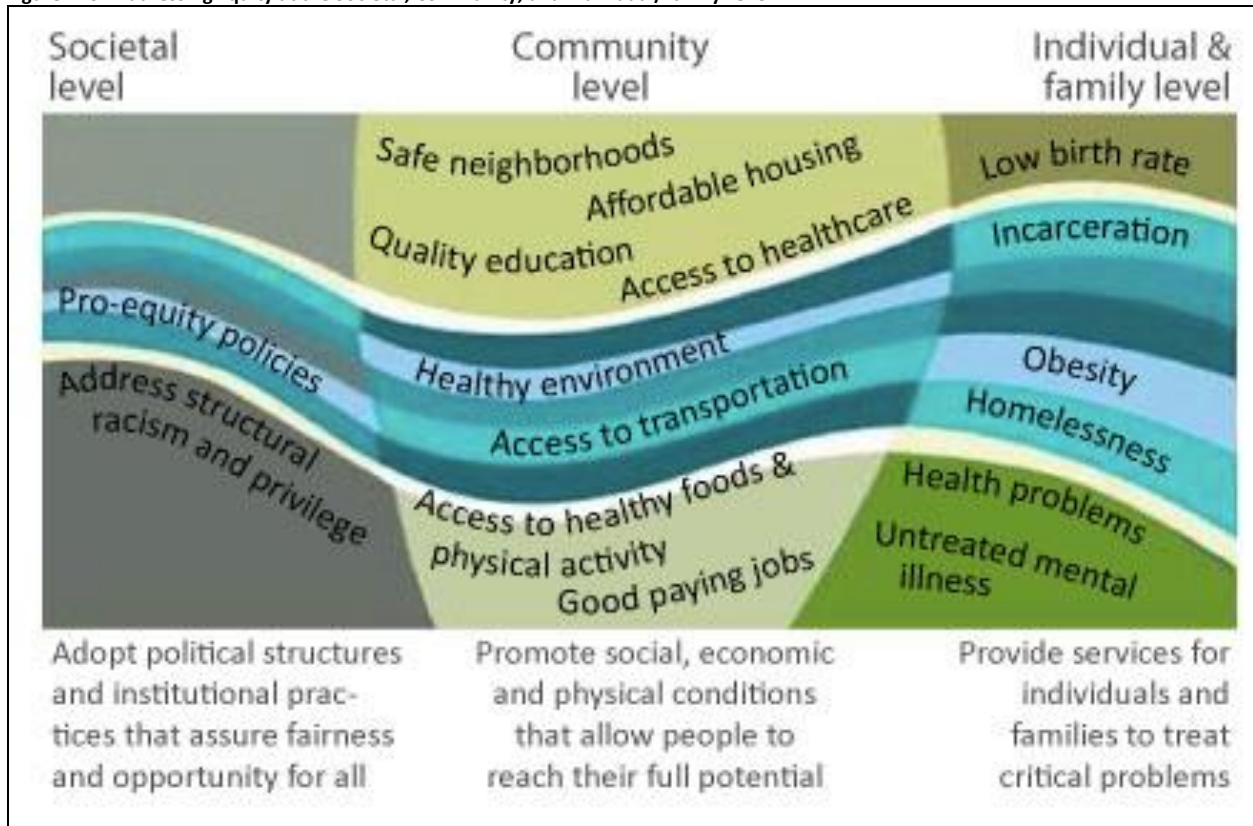 Societal
level
Community
level
Individual &
family level
Safe neighborhoods
Affordable housing
Quality education
Access to healthcare
Low birth rate
Incarceration
Pro-equity policies
Address structural
racism and privilege
Healthy environment
Access to transportation
Access to healthy foods &
physical activity
Good paying jobs
Obesity
Homelessness
Health problems
Untreated mental
illness
Adopt political structures
and institutional prac-
tices that assure fairness
and opportunity for all
Promote social, economic
and physical conditions
that allow people to
reach their full potential
Provide services for
individuals and
families to treat
critical problems